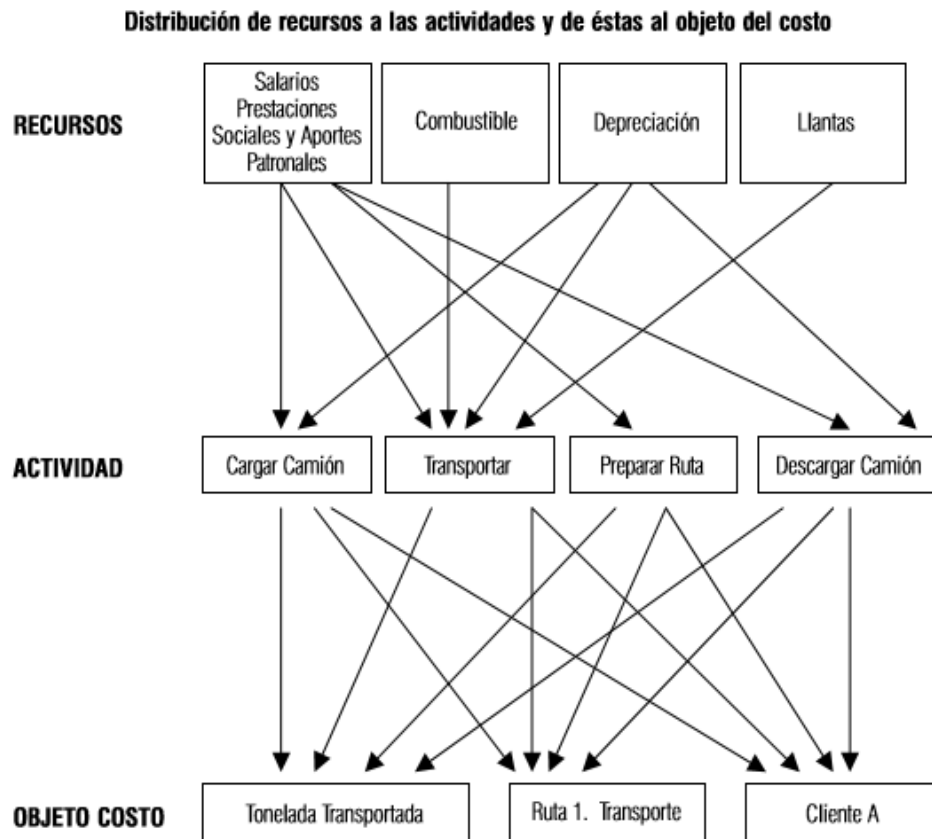 Distribución de recursos a las actividades y de éstas al objeto del costo
RECURSOS
Salarios
Prestaciones
Sociales y Aportes
Patronales
Combustible
Depreciación
Llantas
ACTIVIDAD
Cargar Camión
Transportar
Preparar Ruta
Descargar Camión
OBJETO COSTO
Tonelada Transportada
Ruta 1. Transporte
Cliente A